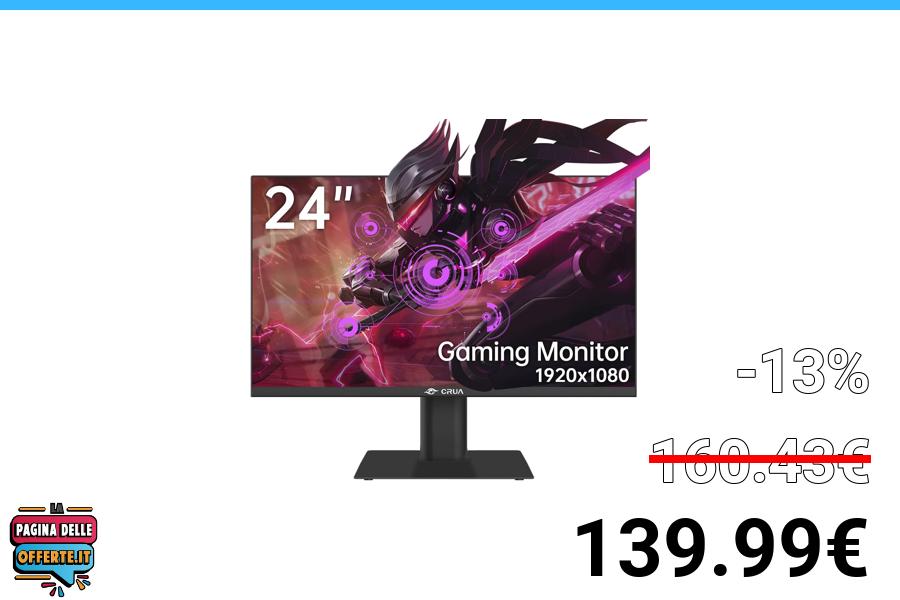 24"
Gaming Monitor
1920x1080
CRUA
-13%
160.43€
139.99€
LA
PAGINA DELLE
OFFERTE.IT